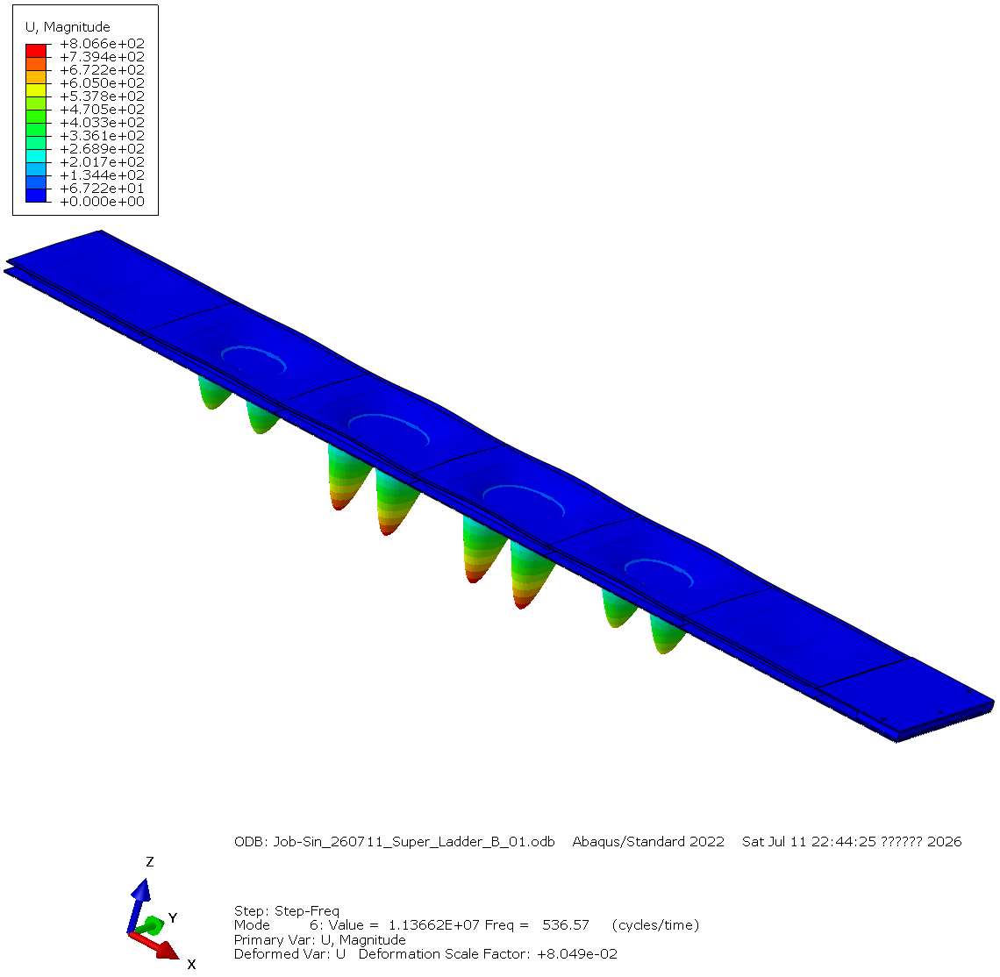 U, Magnitude
+8.066e+02
+7.394e+02
+6.722e+02
+6.050e+02
+5.378e+02
+4.705e+02
+4.033e+02
+3.361e+02
+2.689e+02
+2.017e+02
+1.344e+02
+6.722e+01
+0.000e+00
ODB: Job-Sin_260711_Super_Ladder_B_01.odb    Abaqus/Standard 2022    Sat Jul 11 22:44:25 ?????? 2026
Z
Y
X
Step: Step-Freq
Mode         6: Value =  1.13662E+07 Freq =   536.57     (cycles/time)
Primary Var: U, Magnitude
Deformed Var: U   Deformation Scale Factor: +8.049e-02